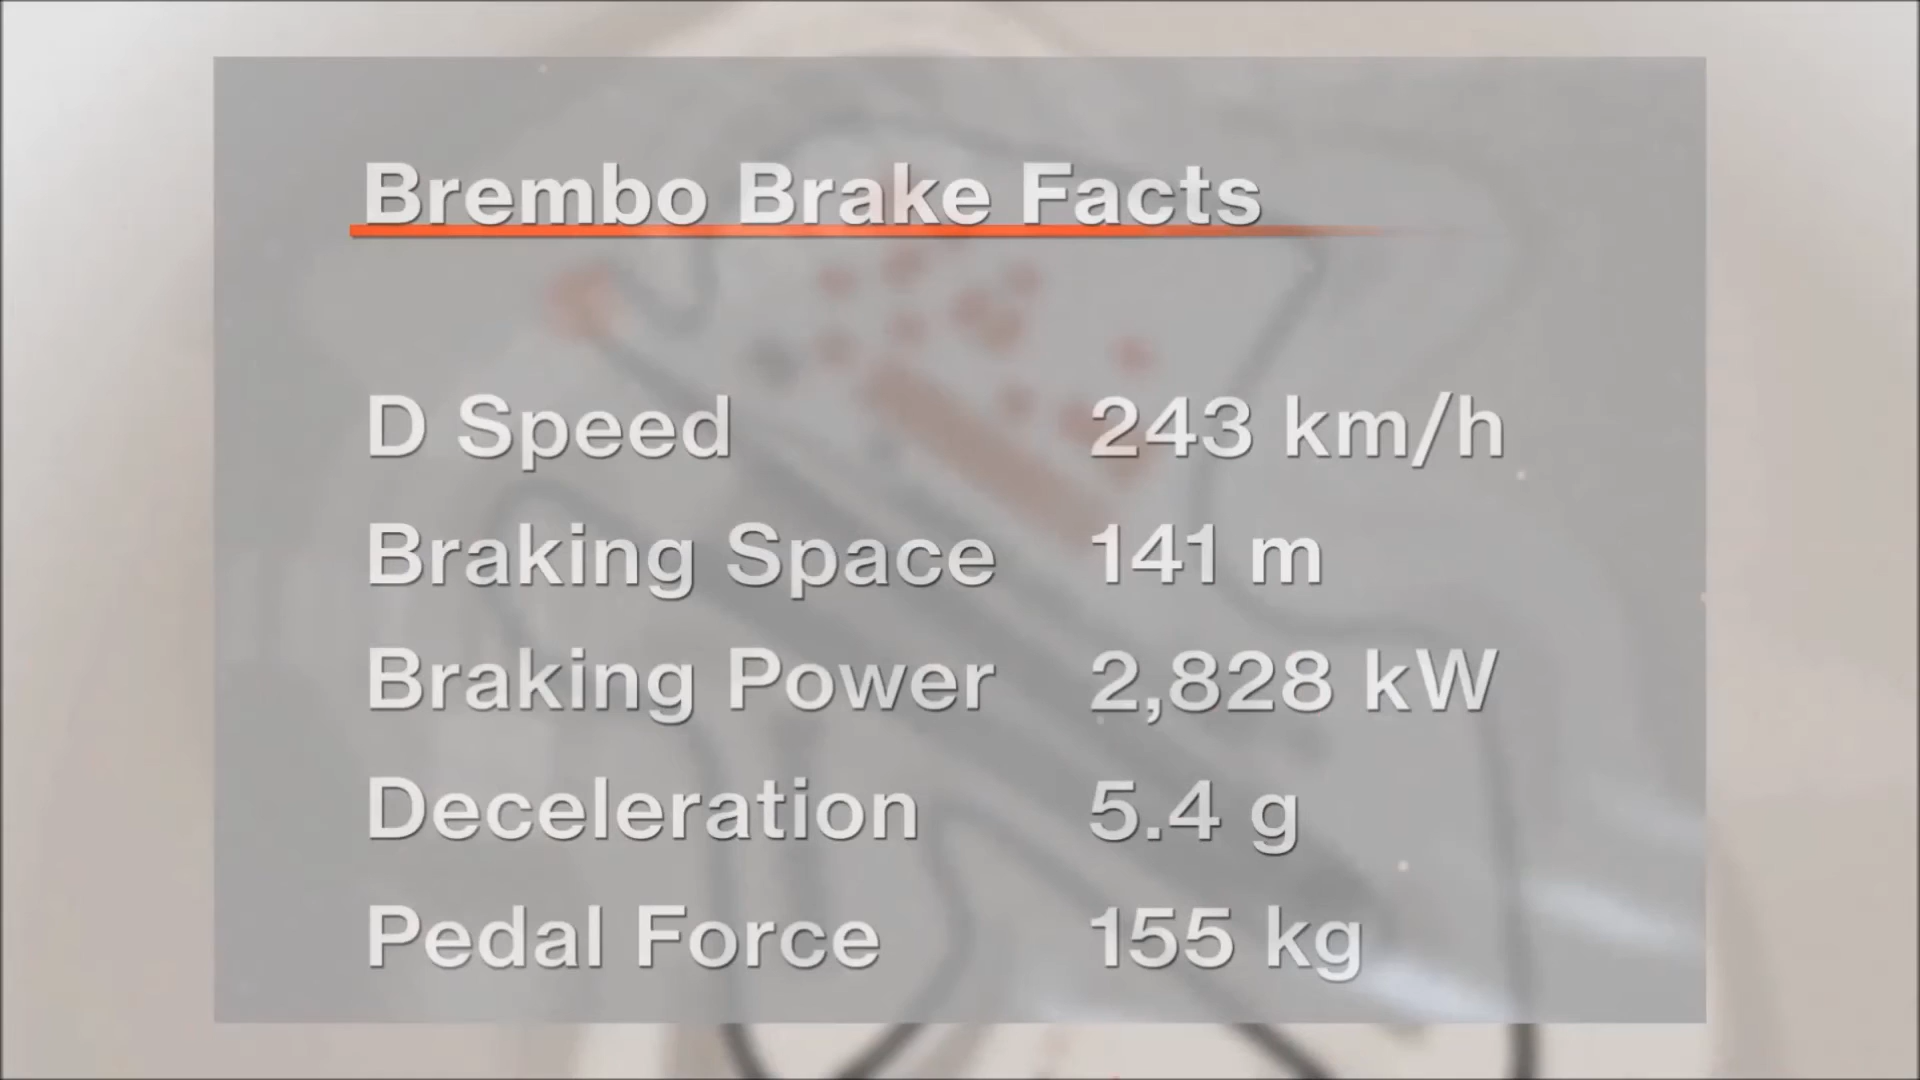 Brembo Brake Facts
D Speed 243 km/h
Braking Space 141 m
Braking Power 2,828 kW
Deceleration 5.4 g
Pedal Force 155 kg